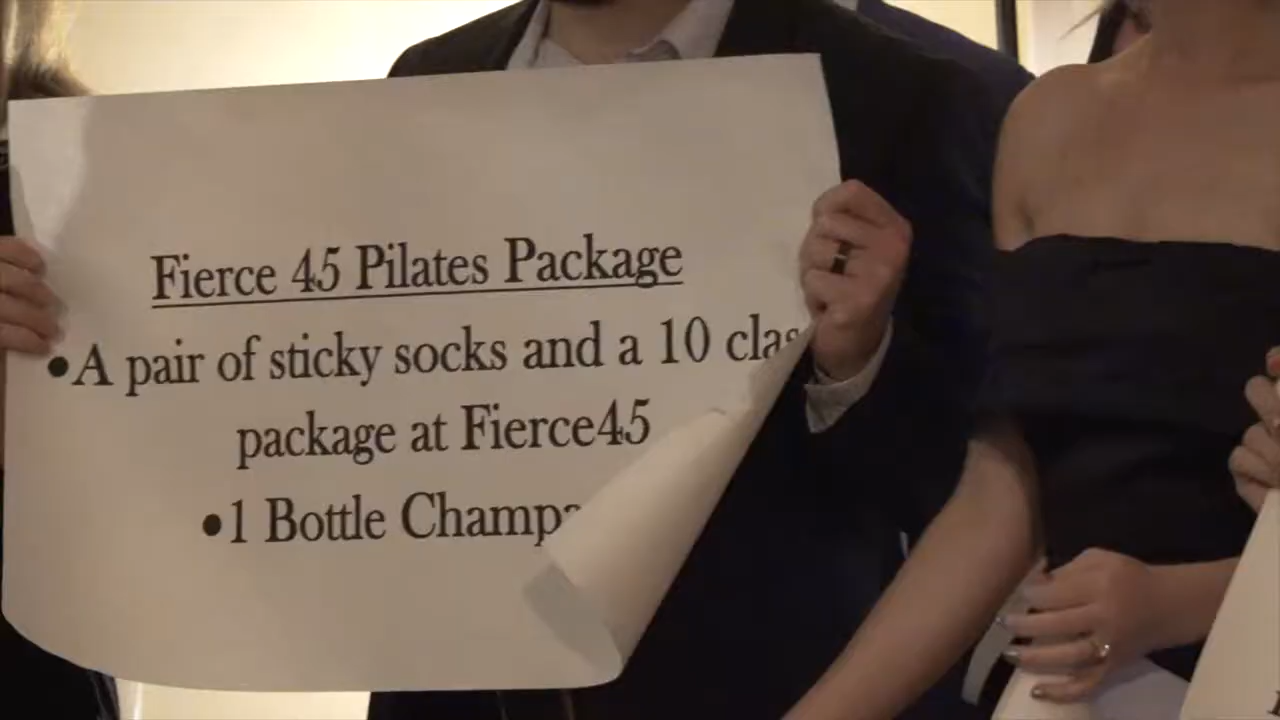 Fierce 45 Pilates Package
•A pair of sticky socks and a 10
package at Fierce45
•1 Bottle